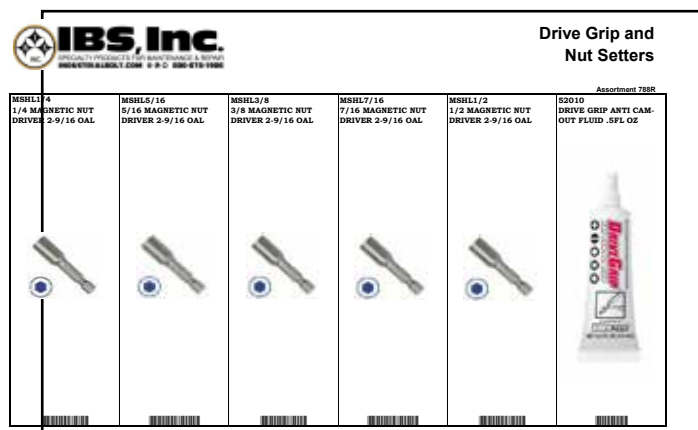 IBS, Inc.
SPECIALTY PRODUCTS FOR MAINTENANCE & REPAIR
Drive Grip and
Nut Setters
Assortment 788R
MSHL1/4
1/4 MAGNETIC NUT
DRIVER 2-9/16 OAL
MSHL5/16
5/16 MAGNETIC NUT
DRIVER 2-9/16 OAL
MSHL3/8
3/8 MAGNETIC NUT
DRIVER 2-9/16 OAL
MSHL7/16
7/16 MAGNETIC NUT
DRIVER 2-9/16 OAL
MSHL1/2
1/2 MAGNETIC NUT
DRIVER 2-9/16 OAL
52010
DRIVE GRIP ANTI CAM-
OUT FLUID .5FL OZ
DriveGrip